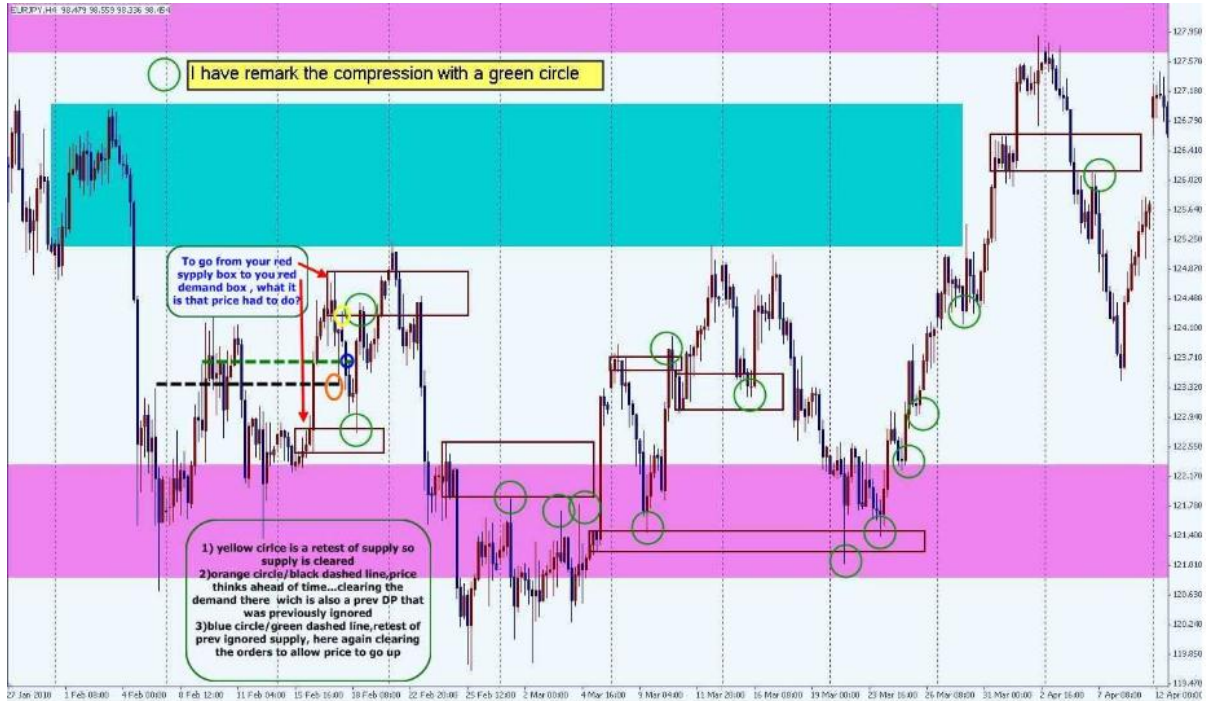 EURJPY,H4 98.479 98.559 98.336 98.454
I have remark the compression with a green circle
To go from your red
sypply box to you red
demand box , what it
is that price had to do?
1) yellow cirlce is a retest of supply so
supply is cleared
2)orange circle/black dashed line,price
thinks ahead of time...clearing the
demand there wich is also a prev DP that
was previously ignored
3)blue circle/green dashed line,retest of
prev ignored supply, here again clearing
the orders to allow price to go up
127.950
127.570
127.180
126.790
126.410
126.020
125.640
125.250
124.870
124.480
124.100
123.710
123.320
122.940
122.550
122.170
121.780
121.400
121.010
120.630
120.240
119.850
119.470
27 Jan 2010
1 Feb 08:00
4 Feb 00:00
8 Feb 12:00
11 Feb 04:00
15 Feb 16:00
18 Feb 08:00
22 Feb 20:00
25 Feb 12:00
2 Mar 00:00
4 Mar 16:00
9 Mar 04:00
11 Mar 20:00
16 Mar 08:00
19 Mar 00:00
23 Mar 16:00
26 Mar 08:00
31 Mar 00:00
2 Apr 16:00
7 Apr 08:00
12 Apr 00:00